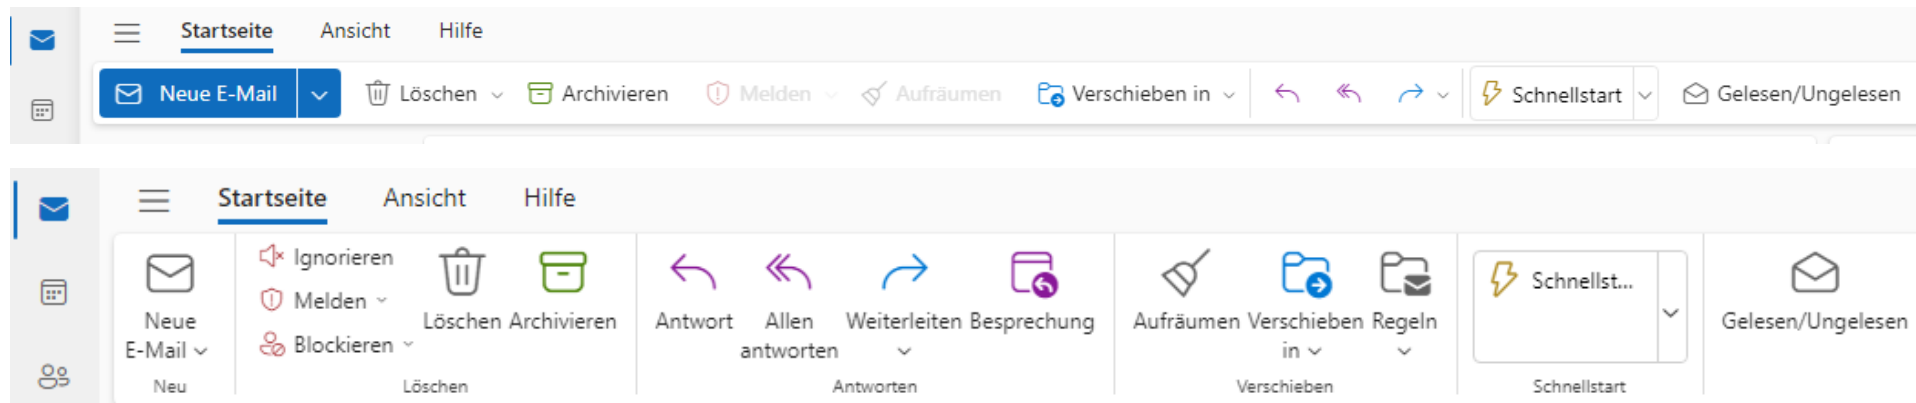 Startseite Ansicht Hilfe
Neue E-Mail Löschen Archivieren Melden Aufräumen Verschieben in Schnellstart Gelesen/Ungelesen
Startseite Ansicht Hilfe
Neue
E-Mail
Neu
Ignorieren
Melden
Blockieren
Löschen Archivieren
Löschen
Antwort
Allen
antworten
Weiterleiten
Besprechung
Antworten
Aufräumen
Verschieben
in
Regeln
Verschieben
Schnellst...
Schnellstart
Gelesen/Ungelesen